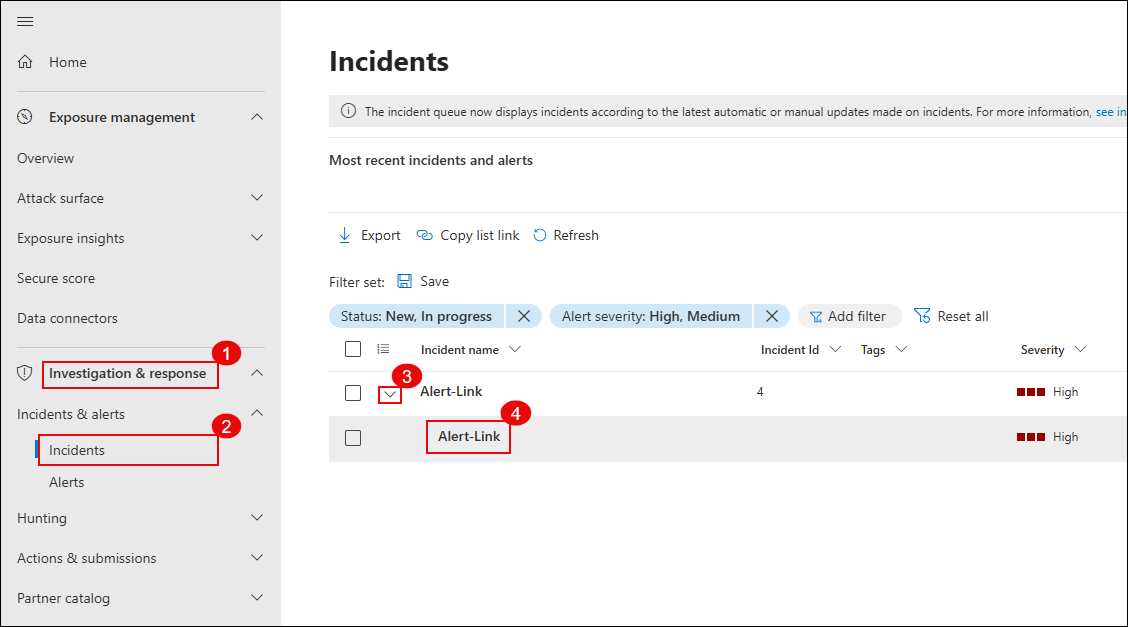 Home
Exposure management
Overview
Attack surface
Exposure insights
Secure score
Data connectors
1
Investigation & response
Incidents & alerts
2
Incidents
Alerts
Hunting
Actions & submissions
Partner catalog
Incidents
The incident queue now displays incidents according to the latest automatic or manual updates made on incidents. For more information, see in
Most recent incidents and alerts
Export Copy list link Refresh
Filter set: Save
Status: New, In progress Alert severity: High, Medium Add filter Reset all
Incident name Incident Id Tags Severity
3
Alert-Link 4 High
4
Alert-Link High